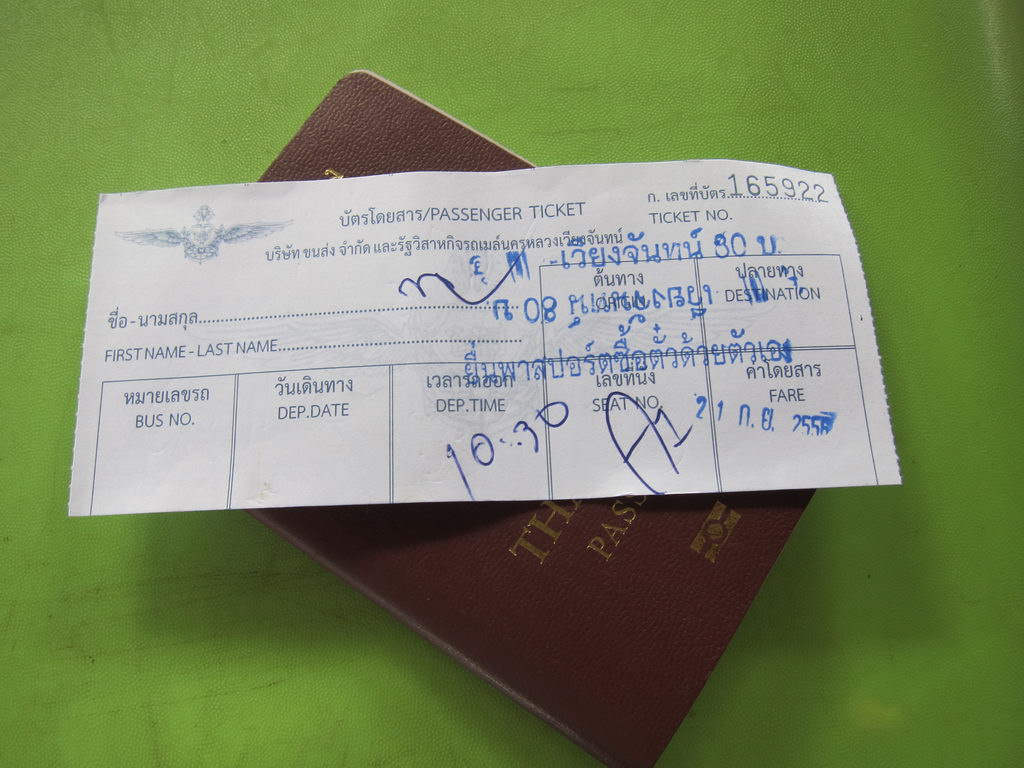 ก. เลขที่บัตร 165922
TICKET NO.
บัตรโดยสาร/PASSENGER TICKET
บริษัท ขนส่ง จำกัด และรัฐวิสาหกิจรถเมล์นครหลวงเวียงจันทน์
-เวียงจันทน์ 80 บ.
ชื่อ-นามสกุล
FIRST NAME - LAST NAME
ต้นทาง
ORIGIN
ปลายทาง
DESTINATION
ยื่นพาสปอร์ตซื้อตั๋วด้วยตัวเอง
หมายเลขรถ
BUS NO.
วันเดินทาง
DEP.DATE
เวลารถออก
DEP.TIME
10.30
เลขที่นั่ง
SEAT NO.
A1
ค่าโดยสาร
FARE
21 ก.ย. 2556